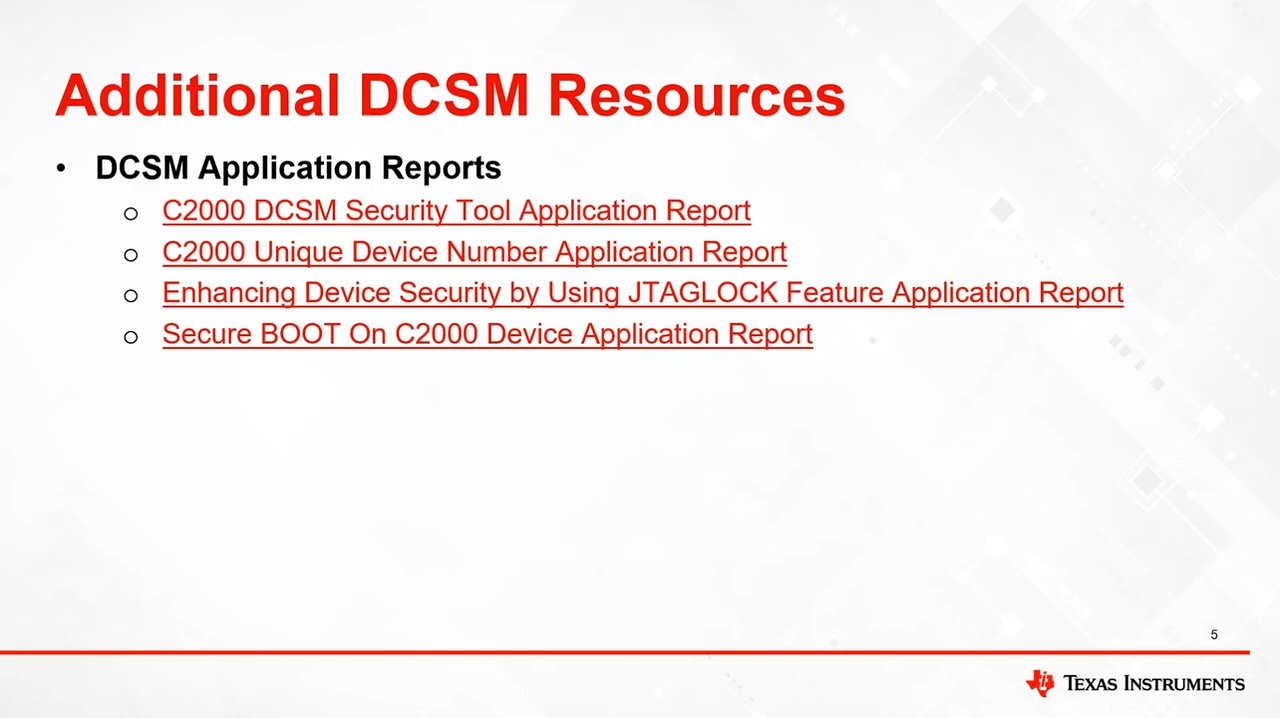 Additional DCSM Resources
• DCSM Application Reports
o C2000 DCSM Security Tool Application Report
o C2000 Unique Device Number Application Report
o Enhancing Device Security by Using JTAGLOCK Feature Application Report
o Secure BOOT On C2000 Device Application Report
5
TEXAS INSTRUMENTS